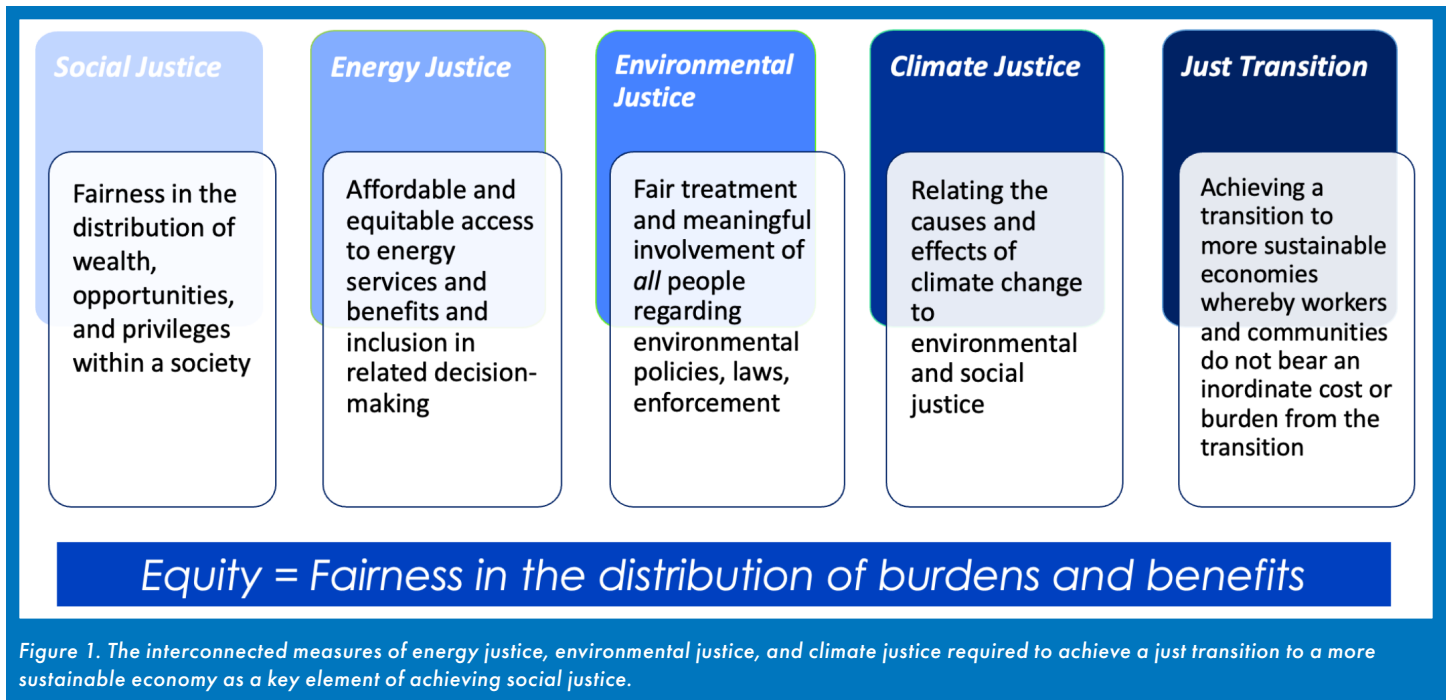 Social Justice
Fairness in the
distribution of
wealth,
opportunities,
and privileges
within a society
Energy Justice
Affordable and
equitable access
to energy
services and
benefits and
inclusion in
related decision-
making
Environmental
Justice
Fair treatment
and meaningful
involvement of
all people
regarding
environmental
policies, laws,
enforcement
Climate Justice
Relating the
causes and
effects of
climate change
to
environmental
and social
justice
Just Transition
Achieving a
transition to
more sustainable
economies
whereby workers
and communities
do not bear an
inordinate cost or
burden from the
transition
Equity = Fairness in the distribution of burdens and benefits
Figure 1. The interconnected measures of energy justice, environmental justice, and climate justice required to achieve a just transition to a more
sustainable economy as a key element of achieving social justice.